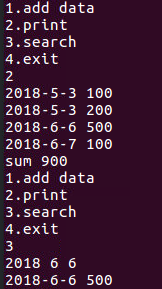 1.add data
2.print
3.search
4.exit
2
2018-5-3 100
2018-5-3 200
2018-6-6 500
2018-6-7 100
sum 900
1.add data
2.print
3.search
4.exit
3
2018 6 6
2018-6-6 500